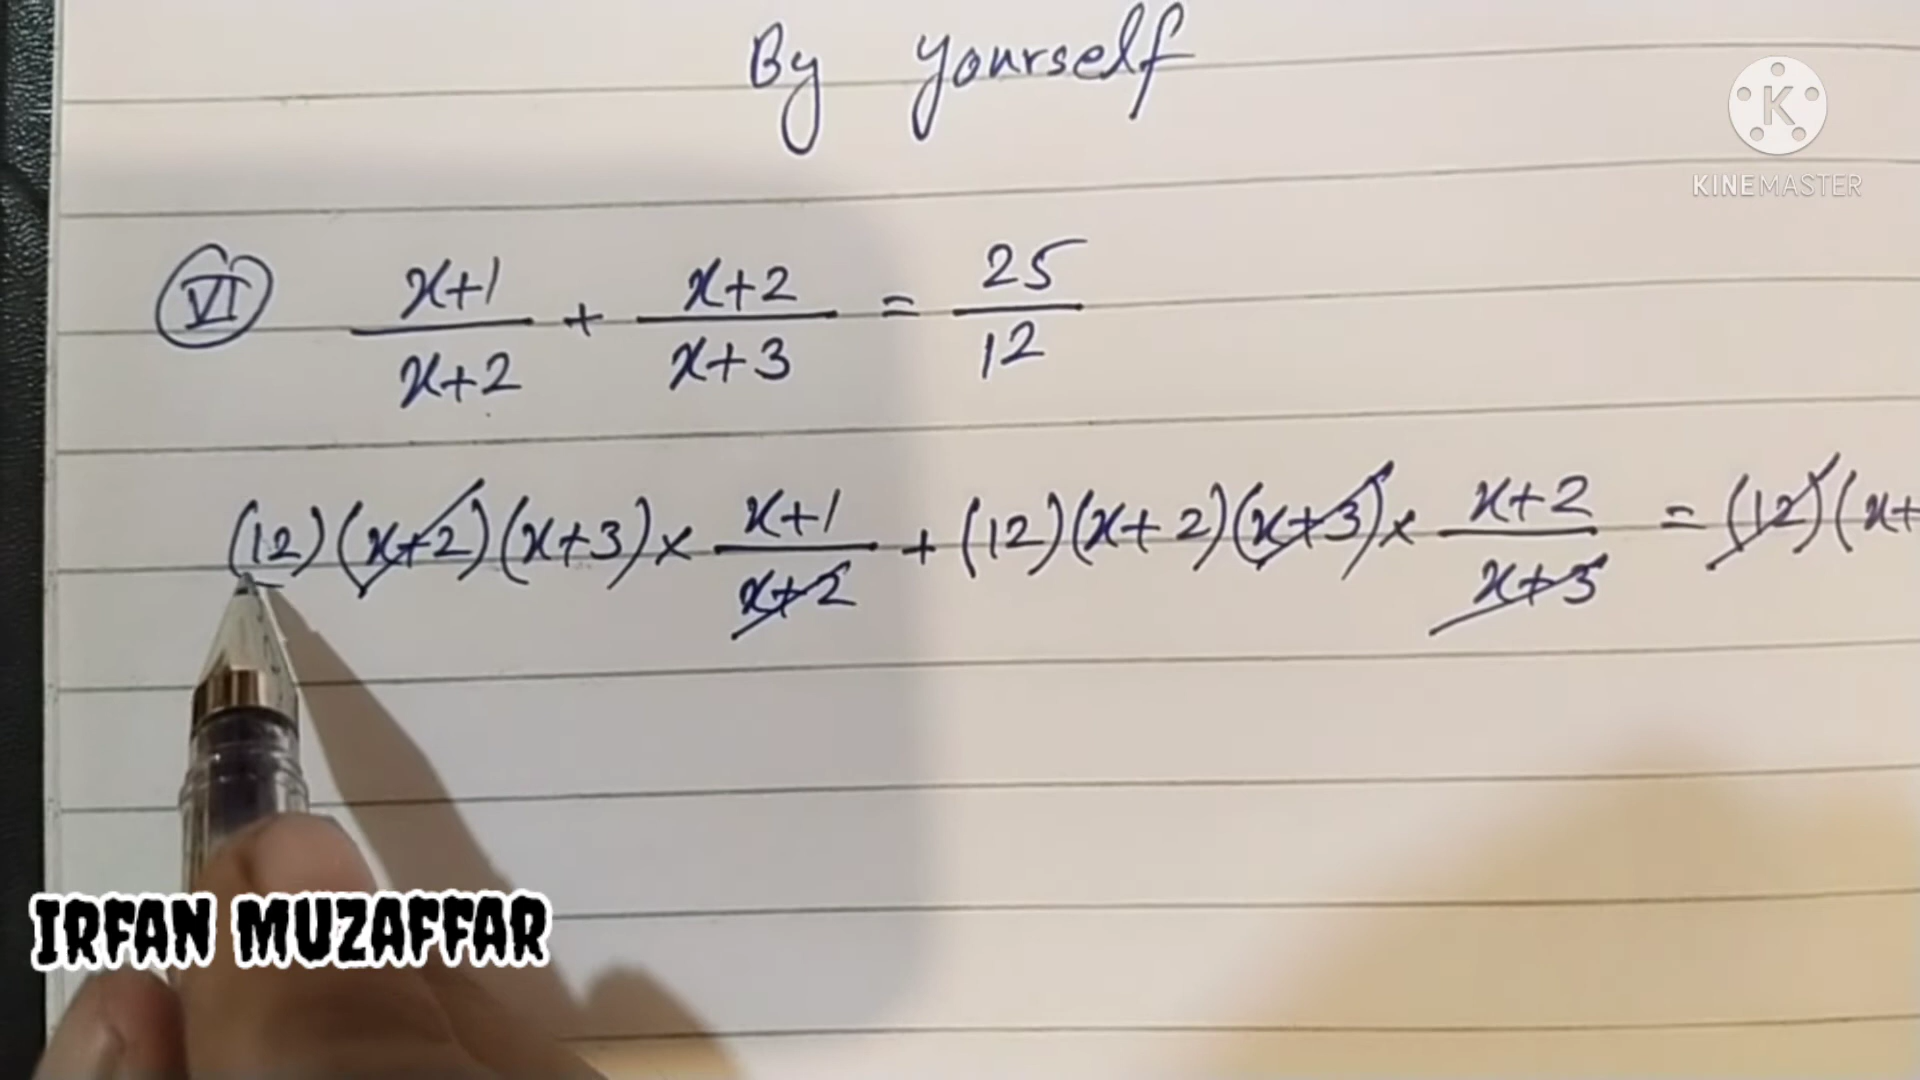 By yourself
K
KINEMASTER
VI (x+1)/(x+2) + (x+2)/(x+3) = 25/12
(12)(x+2)(x+3) × (x+1)/(x+2) + (12)(x+2)(x+3) × (x+2)/(x+3) = (12)(x+
IRFAN MUZAFFAR